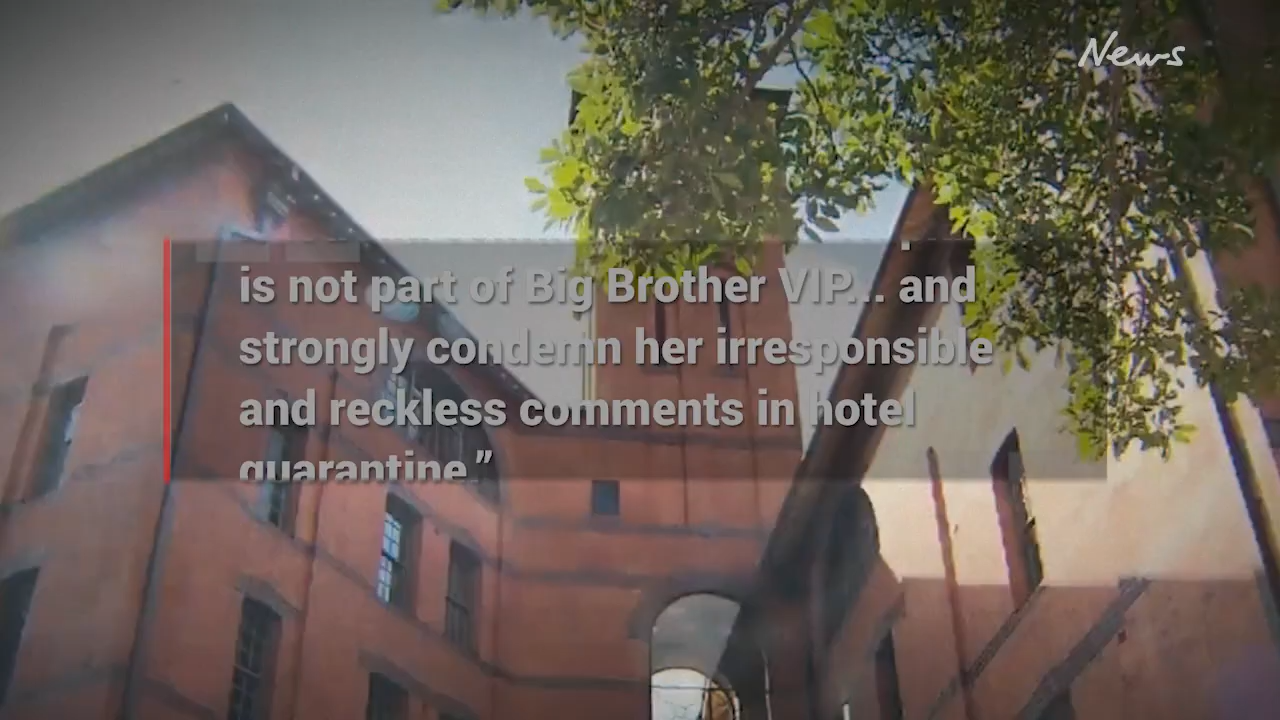 News
is not part of Big Brother VIP... and
strongly condemn her irresponsible
and reckless comments in hotel
quarantine.”